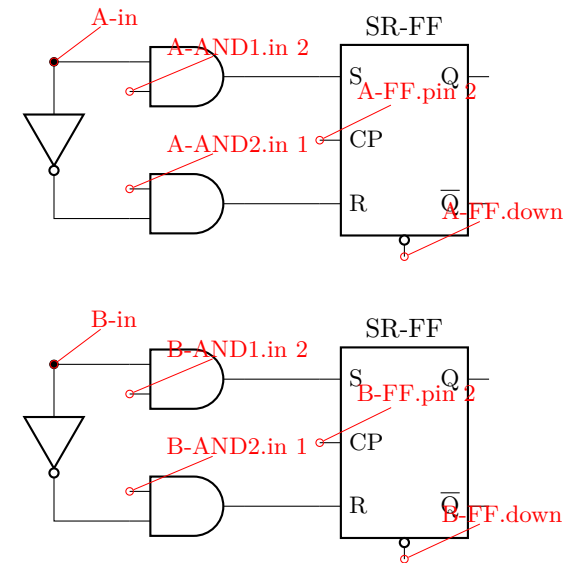 A-in
SR-FF
A-AND1.in 2
S
Q
A-FF.pin 2
CP
A-AND2.in 1
R
Q
A-FF.down
B-in
SR-FF
B-AND1.in 2
S
Q
B-FF.pin 2
CP
B-AND2.in 1
R
Q
B-FF.down